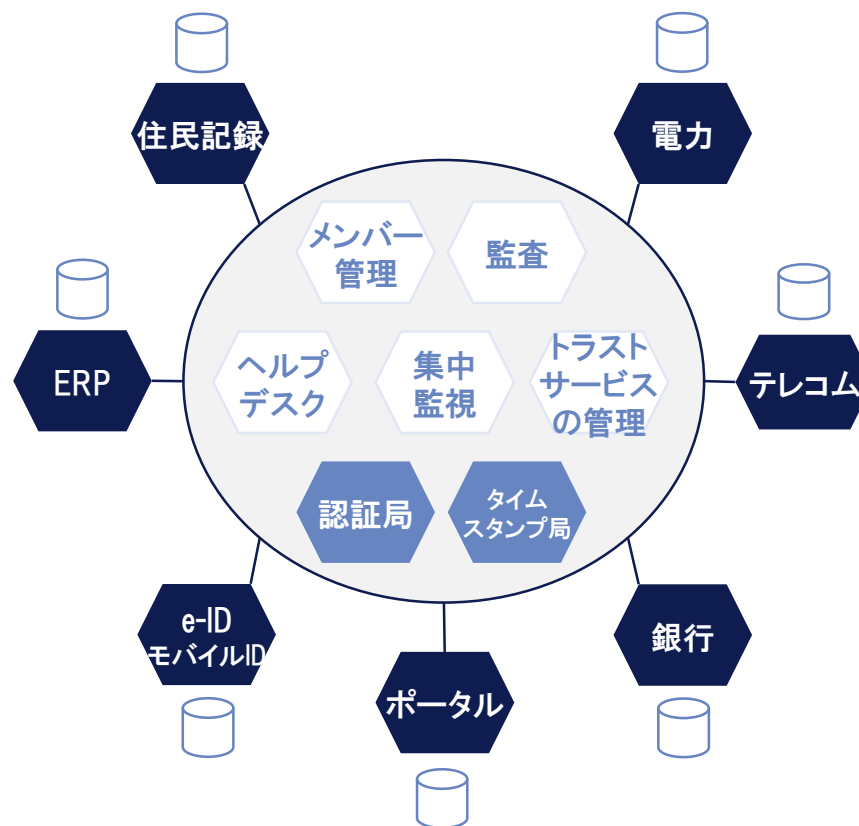 住民記録
電力
メンバー
管理
監査
ERP
ヘルプ
デスク
集中
監視
トラスト
サービス
の管理
テレコム
認証局
タイム
スタンプ局
e-ID
モバイルID
ポータル
銀行